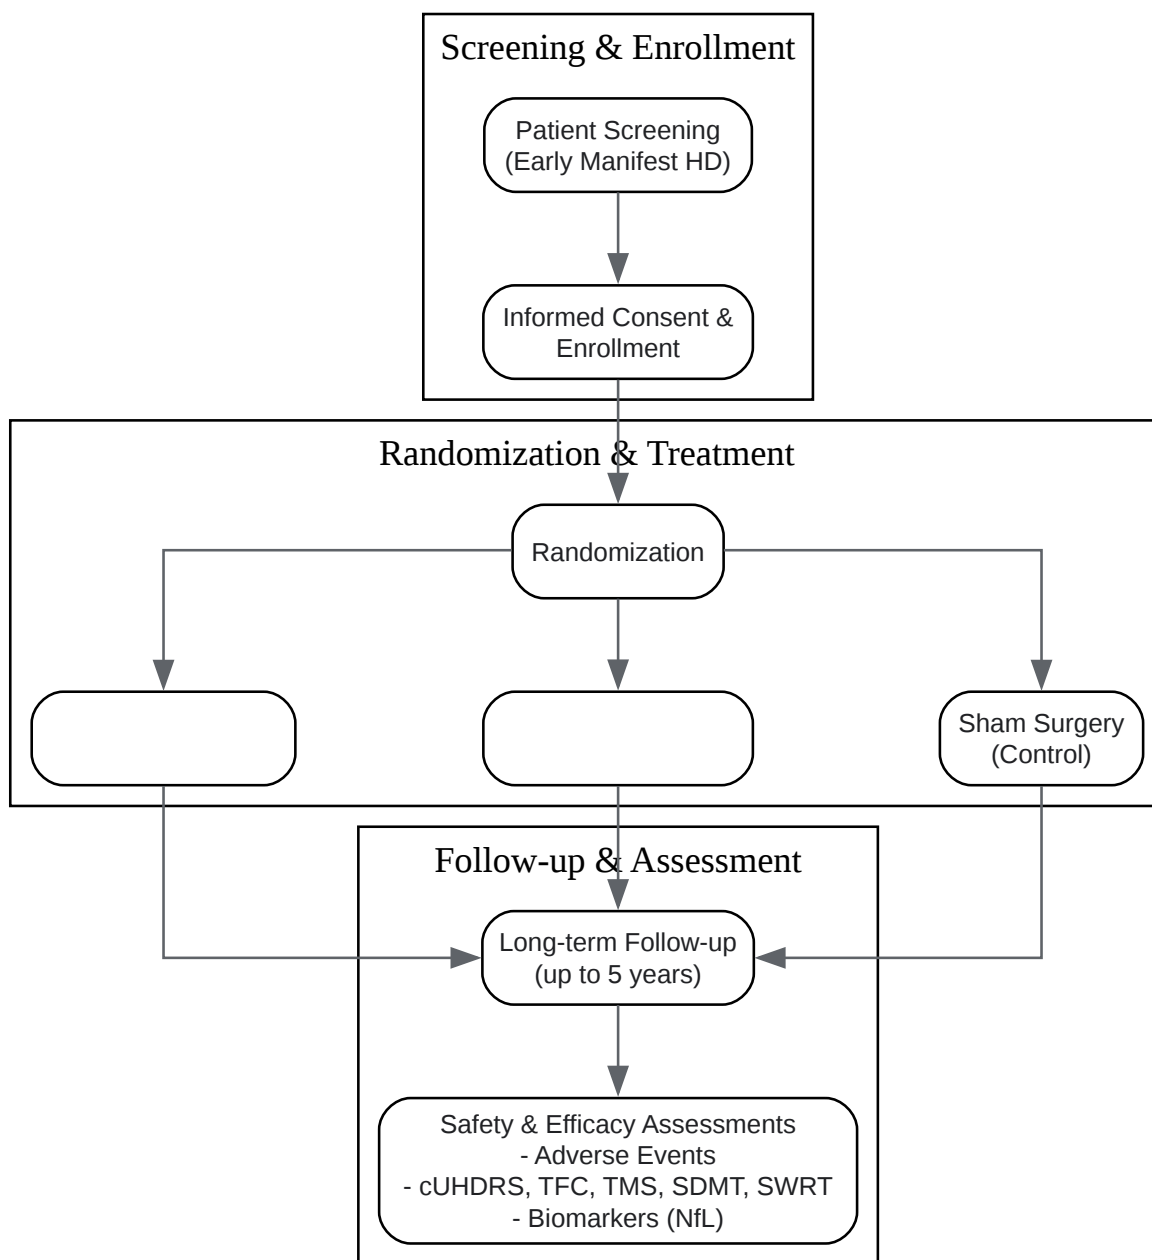 Screening & Enrollment
Patient Screening
(Early Manifest HD)
Informed Consent &
Enrollment
Randomization & Treatment
Randomization
Sham Surgery
(Control)
Follow-up & Assessment
Long-term Follow-up
(up to 5 years)
Safety & Efficacy Assessments
- Adverse Events
- cUHDRS, TFC, TMS, SDMT, SWRT
- Biomarkers (NfL)